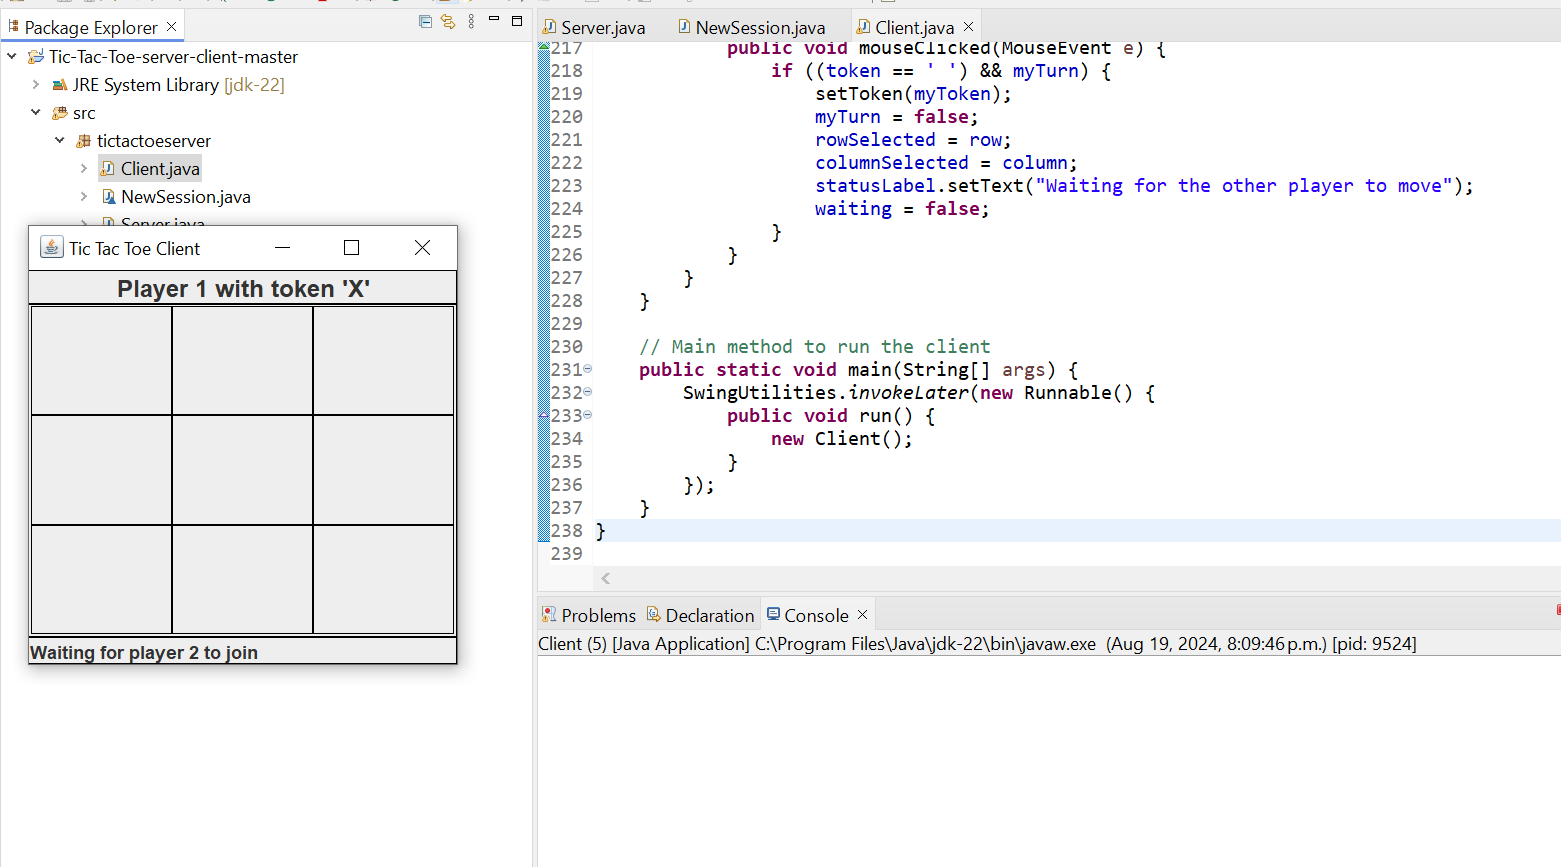 Package Explorer
Tic-Tac-Toe-server-client-master
JRE System Library [jdk-22]
src
tictactoeserver
Client.java
NewSession.java
Server.java
Tic Tac Toe Client
Player 1 with token 'X'
Waiting for player 2 to join
Server.java NewSession.java Client.java
217 public void mouseClicked(MouseEvent e) {
218 if ((token == ' ') && myTurn) {
219 setToken(myToken);
220 myTurn = false;
221 rowSelected = row;
222 columnSelected = column;
223 statusLabel.setText("Waiting for the other player to move");
224 waiting = false;
225 }
226 }
227 }
228 }
229
230 // Main method to run the client
231 public static void main(String[] args) {
232 SwingUtilities.invokeLater(new Runnable() {
233 public void run() {
234 new Client();
235 }
236 });
237 }
238 }
239
Problems Declaration Console
Client (5) [Java Application] C:\Program Files\Java\jdk-22\bin\javaw.exe (Aug 19, 2024, 8:09:46 p.m.) [pid: 9524]